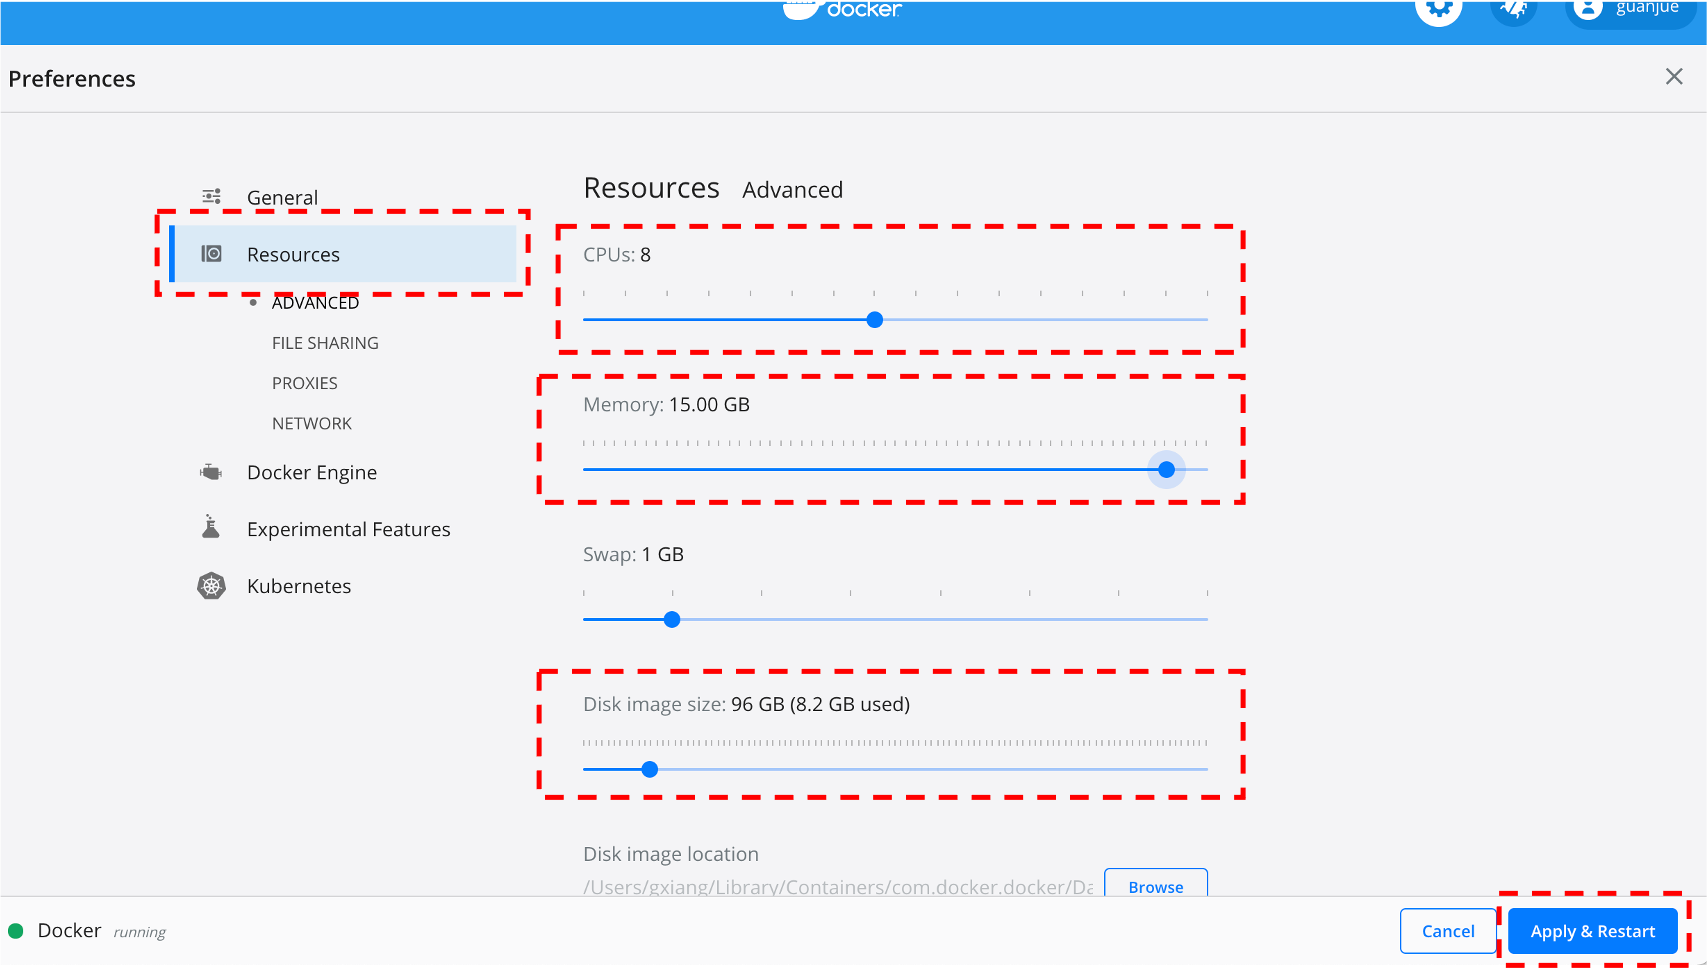 docker
guanjue
Preferences
General
Resources
ADVANCED
FILE SHARING
PROXIES
NETWORK
Docker Engine
Experimental Features
Kubernetes
Resources Advanced
CPUs: 8
Memory: 15.00 GB
Swap: 1 GB
Disk image size: 96 GB (8.2 GB used)
Disk image location
/Users/gxiang/Library/Containers/com.docker.docker/Da
Browse
Docker running
Cancel
Apply & Restart